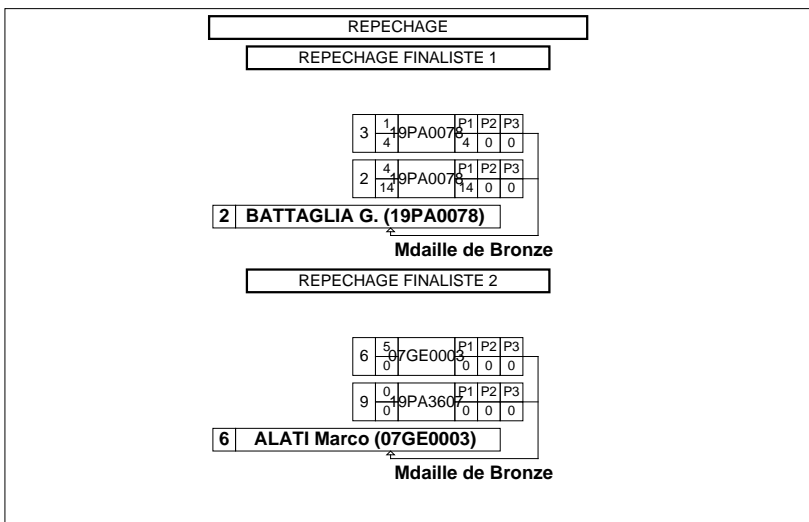 REPECHAGE
REPECHAGE FINALISTE 1
3 1 19PA0078 P1 P2 P3
4 4 0 0
2 4 19PA0078 P1 P2 P3
14 14 0 0
2 BATTAGLIA G. (19PA0078)
Mdaille de Bronze
REPECHAGE FINALISTE 2
6 5 07GE0003 P1 P2 P3
0 0 0 0
9 0 19PA3607 P1 P2 P3
0 0 0 0
6 ALATI Marco (07GE0003)
Mdaille de Bronze